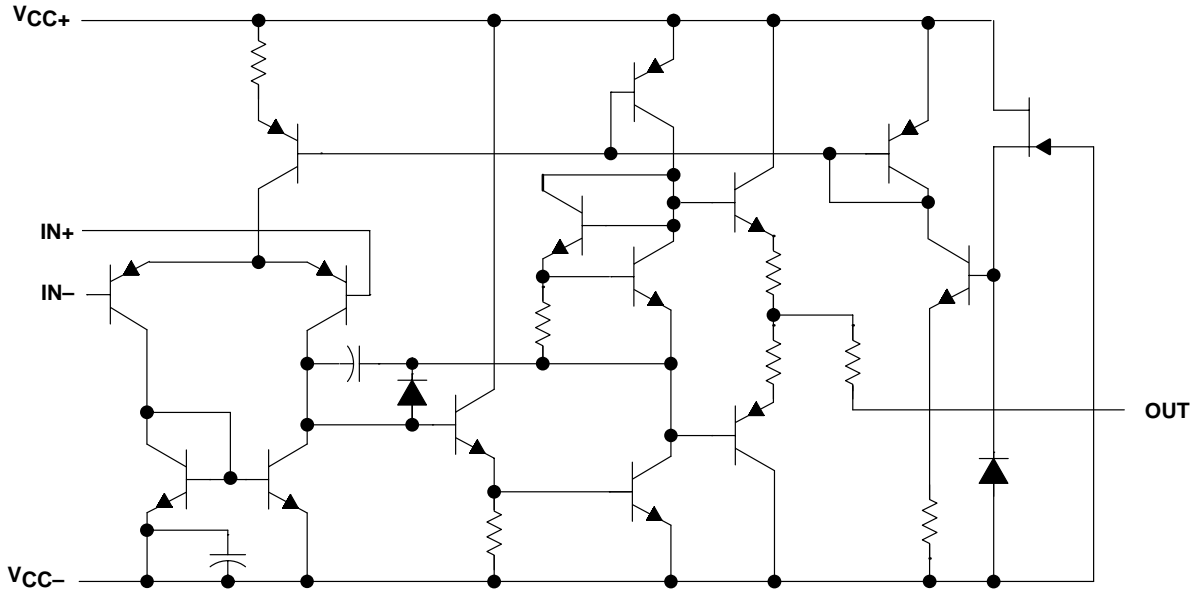 VCC+
IN+
IN–
OUT
VCC–